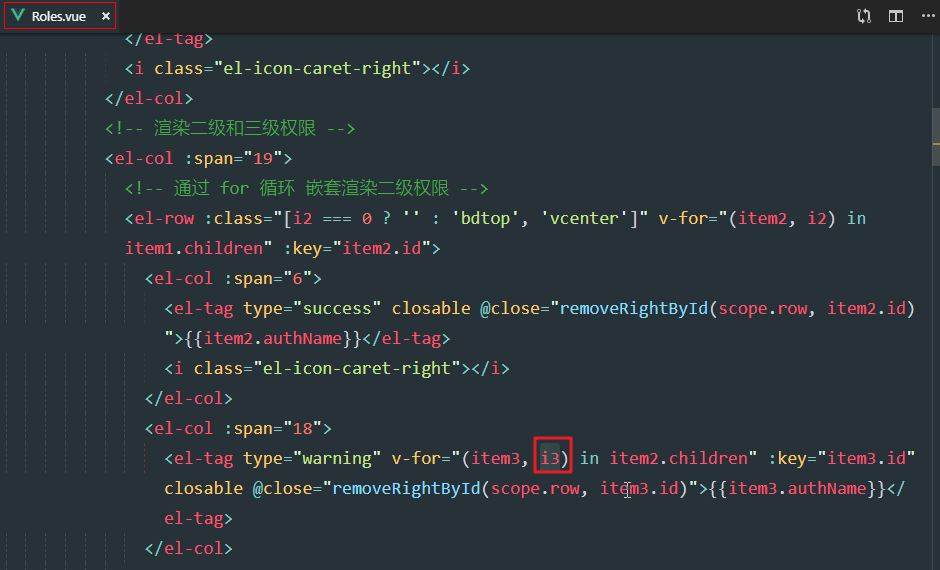 Roles.vue ×
</el-tag>
<i class="el-icon-caret-right"></i>
</el-col>
<!-- 渲染二级和三级权限 -->
<el-col :span="19">
<!-- 通过 for 循环 嵌套渲染二级权限 -->
<el-row :class="[i2 === 0 ? '' : 'bdtop', 'vcenter']" v-for="(item2, i2) in
item1.children" :key="item2.id">
<el-col :span="6">
<el-tag type="success" closable @close="removeRightById(scope.row, item2.id)
">{{item2.authName}}</el-tag>
<i class="el-icon-caret-right"></i>
</el-col>
<el-col :span="18">
<el-tag type="warning" v-for="(item3, i3) in item2.children" :key="item3.id"
closable @close="removeRightById(scope.row, item3.id)">{{item3.authName}}</
el-tag>
</el-col>